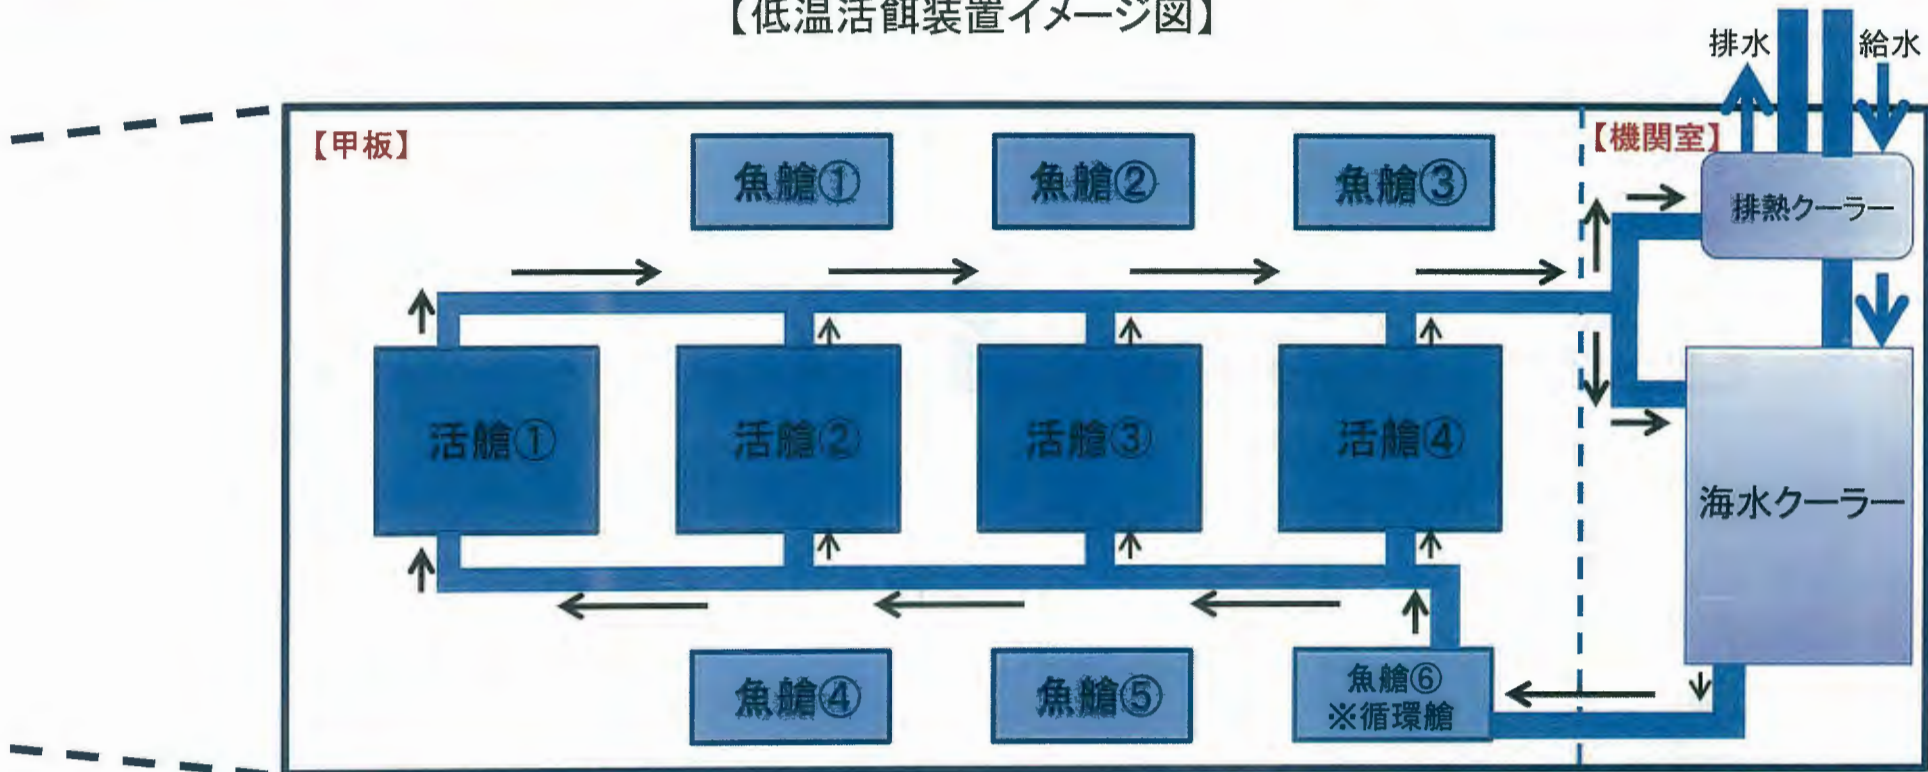 【低温活餌装置イメージ図】
排水
給水
【甲板】
【機関室】
魚艙①
魚艙②
魚艙③
排熱クーラー
活艙①
活艙②
活艙③
活艙④
海水クーラー
魚艙④
魚艙⑤
魚艙⑥
※循環艙